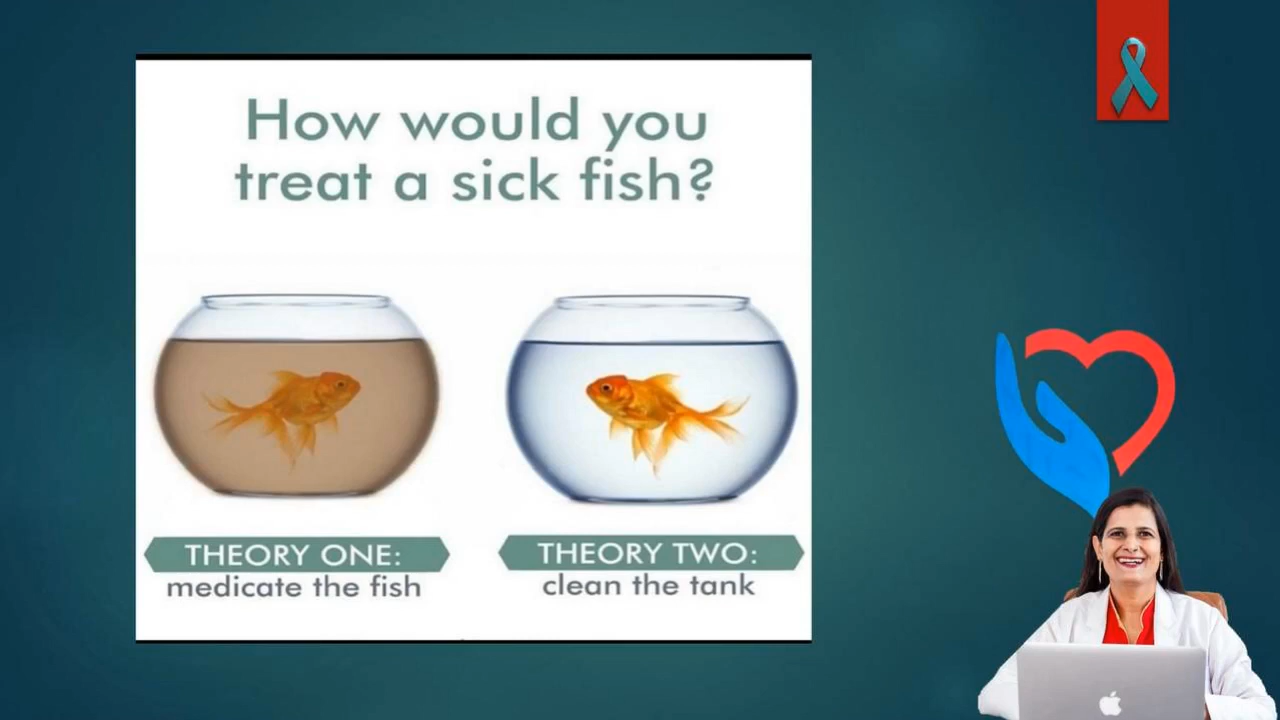 How would you
treat a sick fish?
THEORY ONE:
medicate the fish
THEORY TWO:
clean the tank